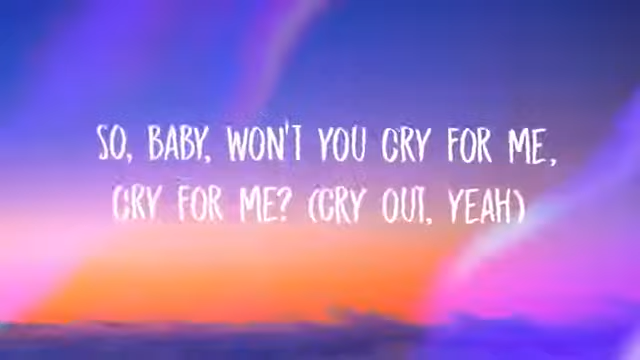 SO, BABY, WON'T YOU CRY FOR ME,
CRY FOR ME? (CRY OUT, YEAH)